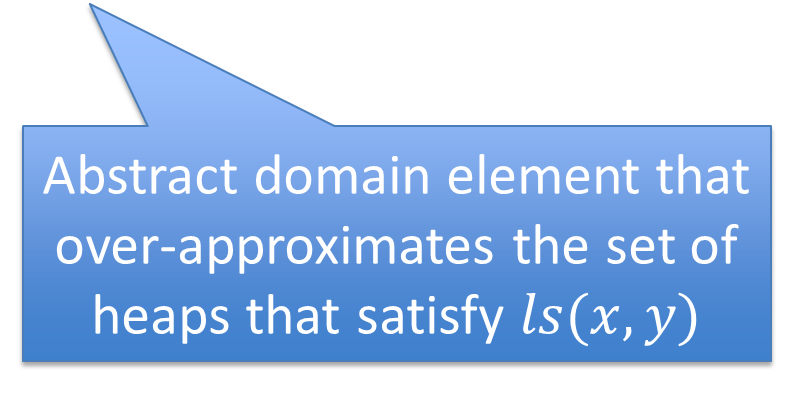 Abstract domain element that
over-approximates the set of
heaps that satisfy 𝑙𝑠(𝑥, 𝑦)